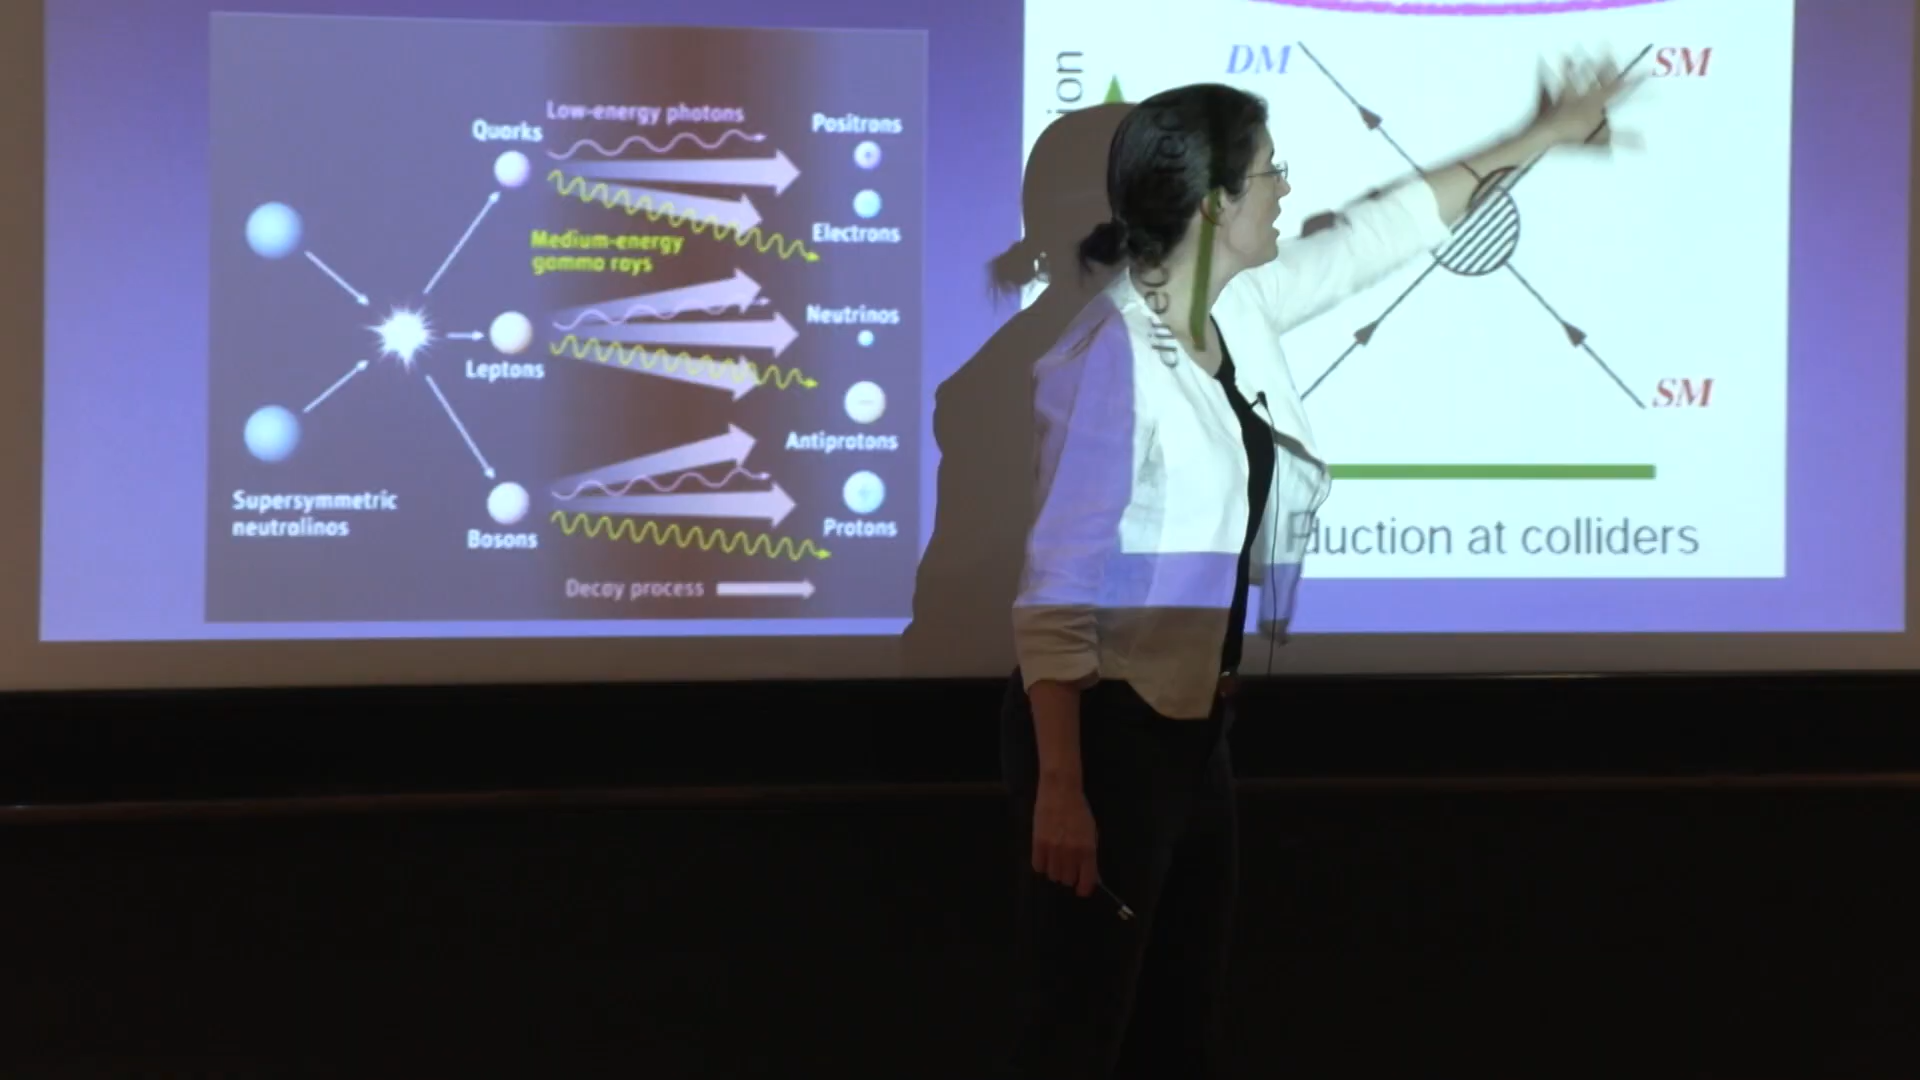 Low-energy photons
Quarks
Positrons
Electrons
Medium-energy
gamma rays
Neutrinos
Leptons
Antiprotons
Supersymmetric
neutralinos
Protons
Bosons
Decay process
DM
SM
direc
SM
duction at colliders